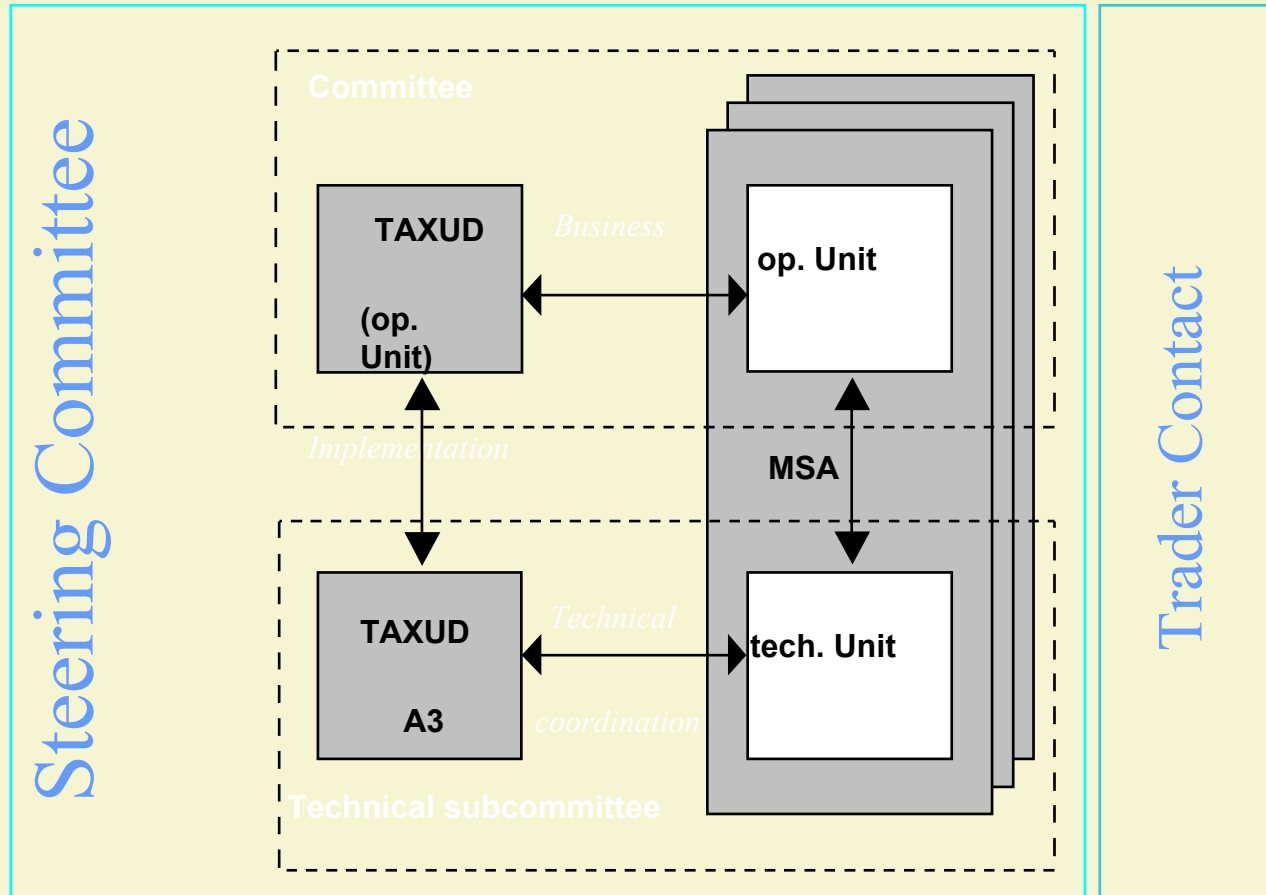 Steering Committee
Committee
TAXUD
(op.
Unit)
Business
op. Unit
Implementation
MSA
TAXUD
A3
Technical
coordination
tech. Unit
Technical subcommittee
Trader Contact